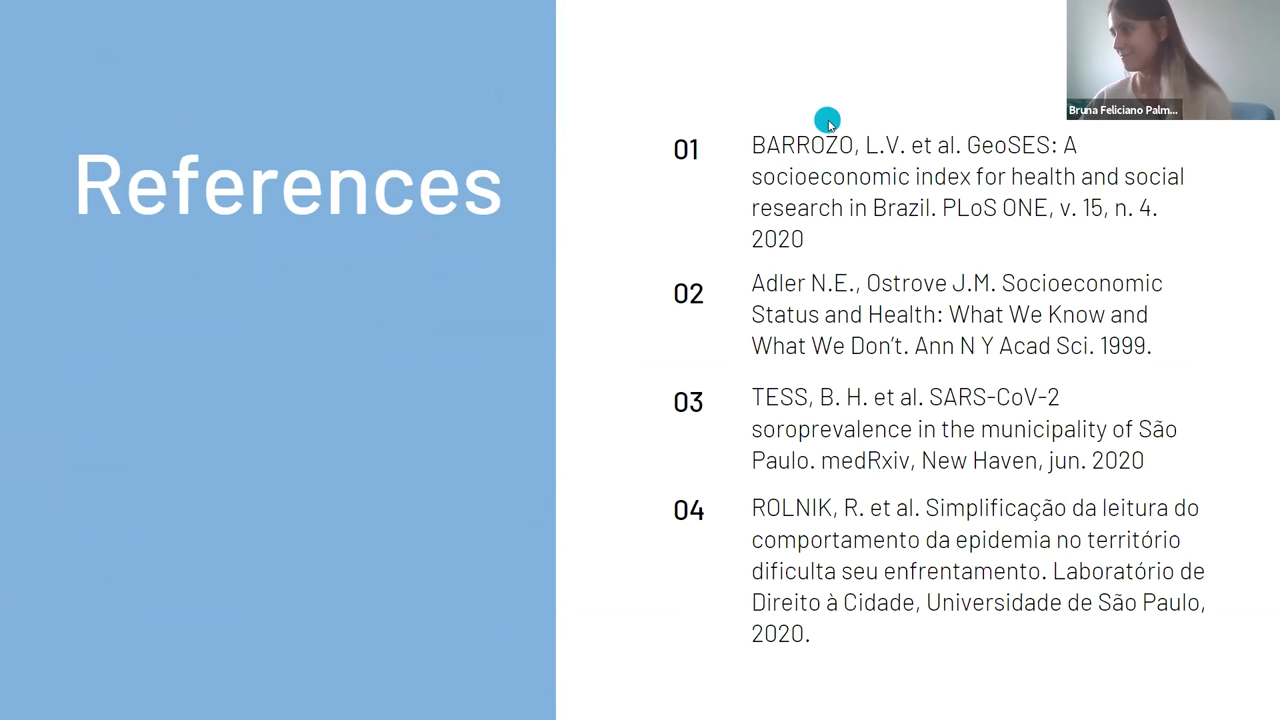 Bruna Feliciano Palm...
References
01
BARROZO, L.V. et al. GeoSES: A
socioeconomic index for health and social
research in Brazil. PLoS ONE, v. 15, n. 4.
2020
02
Adler N.E., Ostrove J.M. Socioeconomic
Status and Health: What We Know and
What We Don't. Ann N Y Acad Sci. 1999.
03
TESS, B. H. et al. SARS-CoV-2
soroprevalence in the municipality of São
Paulo. medRxiv, New Haven, jun. 2020
04
ROLNIK, R. et al. Simplificação da leitura do
comportamento da epidemia no território
dificulta seu enfrentamento. Laboratório de
Direito à Cidade, Universidade de São Paulo,
2020.